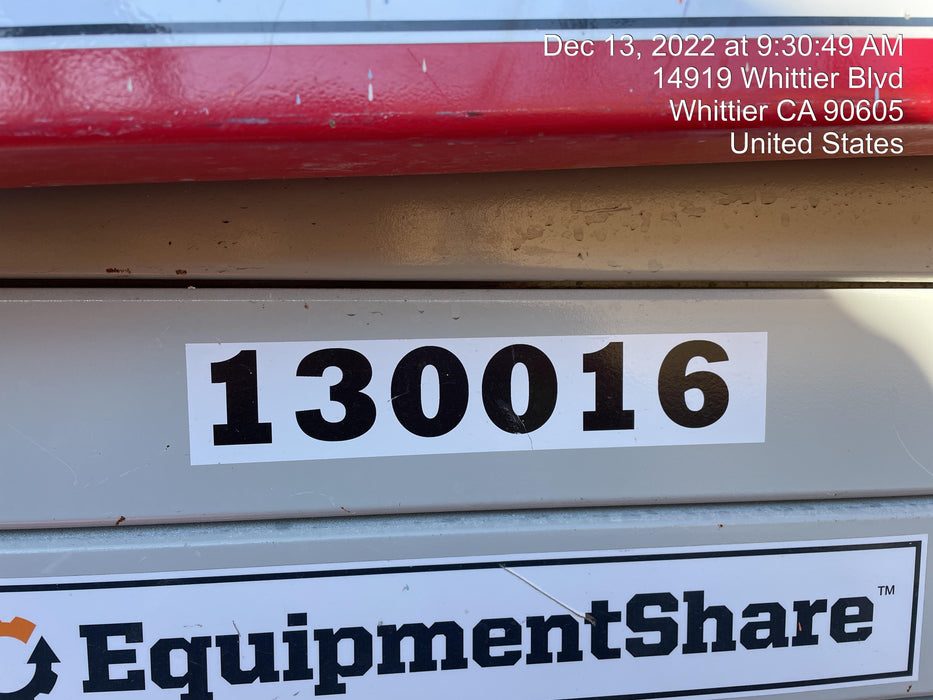 Dec 13, 2022 at 9:30:49 AM
14919 Whittier Blvd
Whittier CA 90605
United States
130016
EquipmentShare™